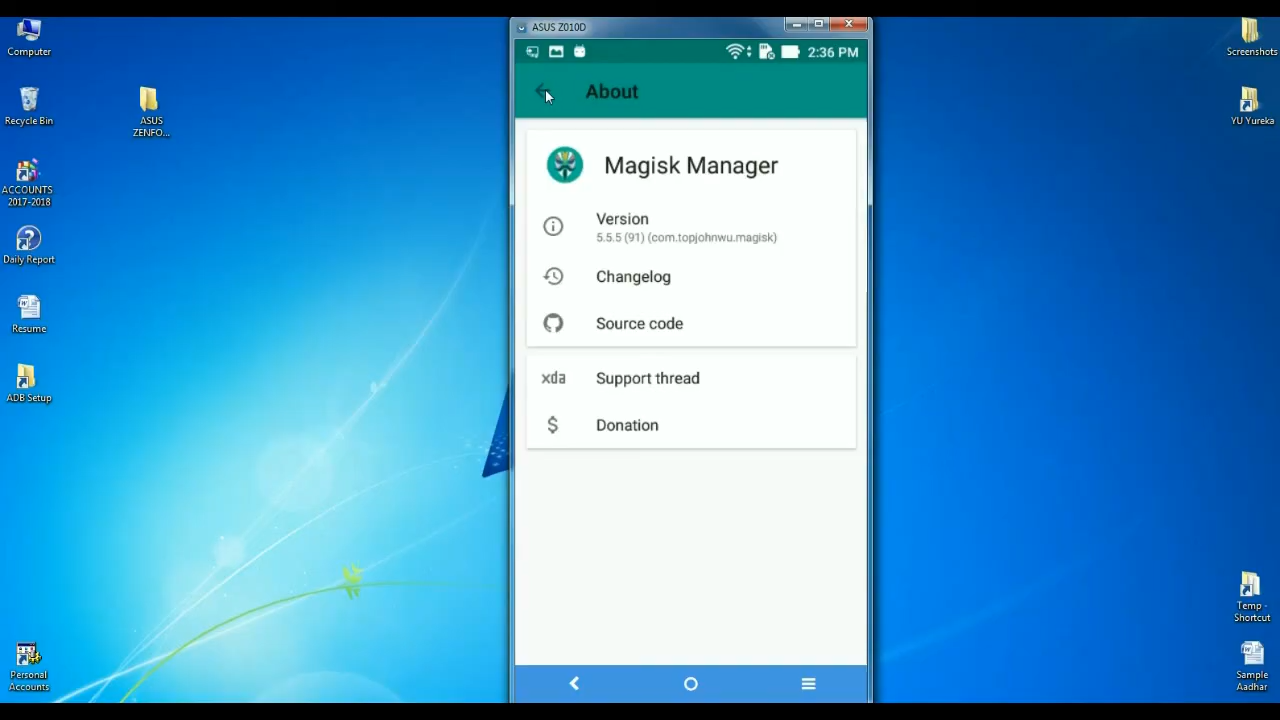 Computer
Recycle Bin
ACCOUNTS
2017-2018
Daily Report
Resume
ADB Setup
Personal
Accounts
ASUS
ZENFO...
ASUS Z010D
2:36 PM
About
Magisk Manager
Version
5.5.5 (91) (com.topjohnwu.magisk)
Changelog
Source code
xda
Support thread
$
Donation
Screenshots
YU Yureka
Temp -
Shortcut
Sample
Aadhar